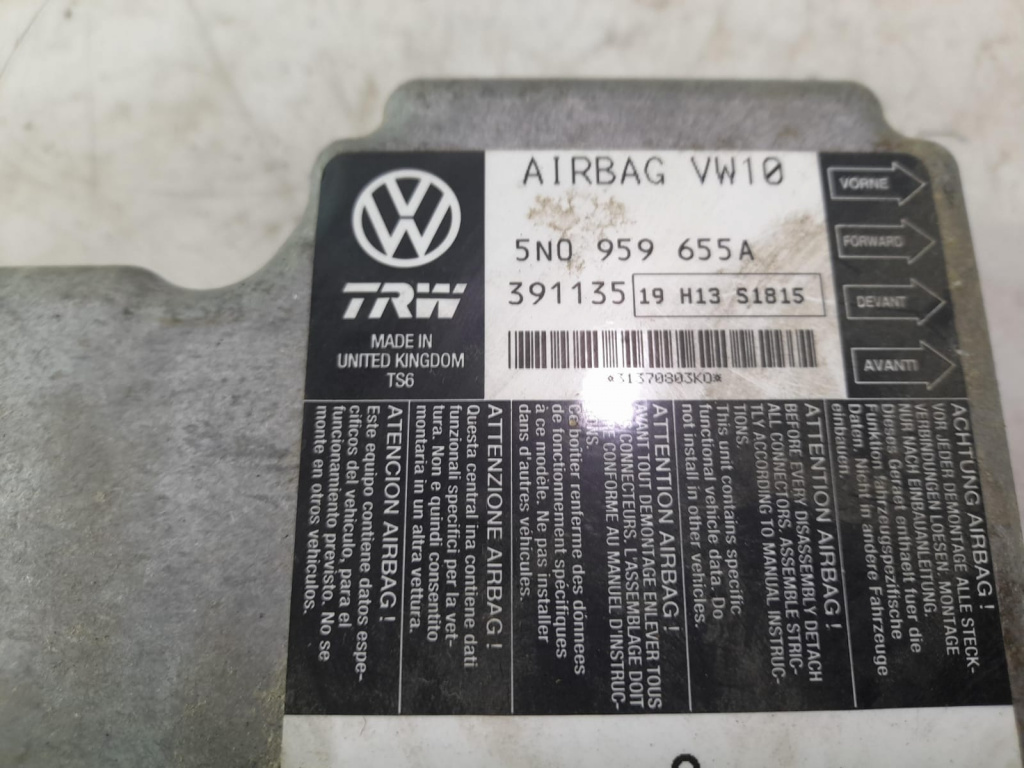 AIRBAG VW10
5N0 959 655A
391135 19 H13 S1815
*31370803KO*
VW
TRW
MADE IN
UNITED KINGDOM
TS6
VORNE
FORWARD
DEVANT
AVANTI
ACHTUNG AIRBAG !
VOR JEDER DEMONTAGE ALLE STECK-
VERBINDUNGEN LOESEN, MONTAGE
NUR NACH EINBAUANLEITUNG.
Dieses Geraet enthaelt fuer die
Funktion fahrzeugspezifische
Daten. Nicht in andere Fahrzeuge
einbauen.
ATTENTION AIRBAG !
BEFORE EVERY DISASSEMBLY DETACH
ALL CONNECTORS, ASSEMBLE STRIC-
TLY ACCORDING TO MANUAL INSTRUC-
TIONS.
This unit contains specific
functional vehicle data. Do
not install in other vehicles.
ATTENTION AIRBAG !
AVANT TOUT DEMONTAGE ENLEVER TOUS
CONNECTEURS, L'ASSEMBLAGE DOIT
CONFORME AU MANUEL D'INSTRUC-
Ce boîtier renferme des données
de fonctionnement spécifiques
à ce modèle. Ne pas installer
dans d'autres véhicules.
ATTENZIONE AIRBAG !
Questa central ina contiene dati
funzionali specifici per la vet-
tura. Non e quindi consentito
montaria in un altra vettura.
ATENCION AIRBAG !
Este equipo contiene datos espe-
cificos del vehiculo, para el
funcionamiento previsto. No se
monte en otros vehiculos.